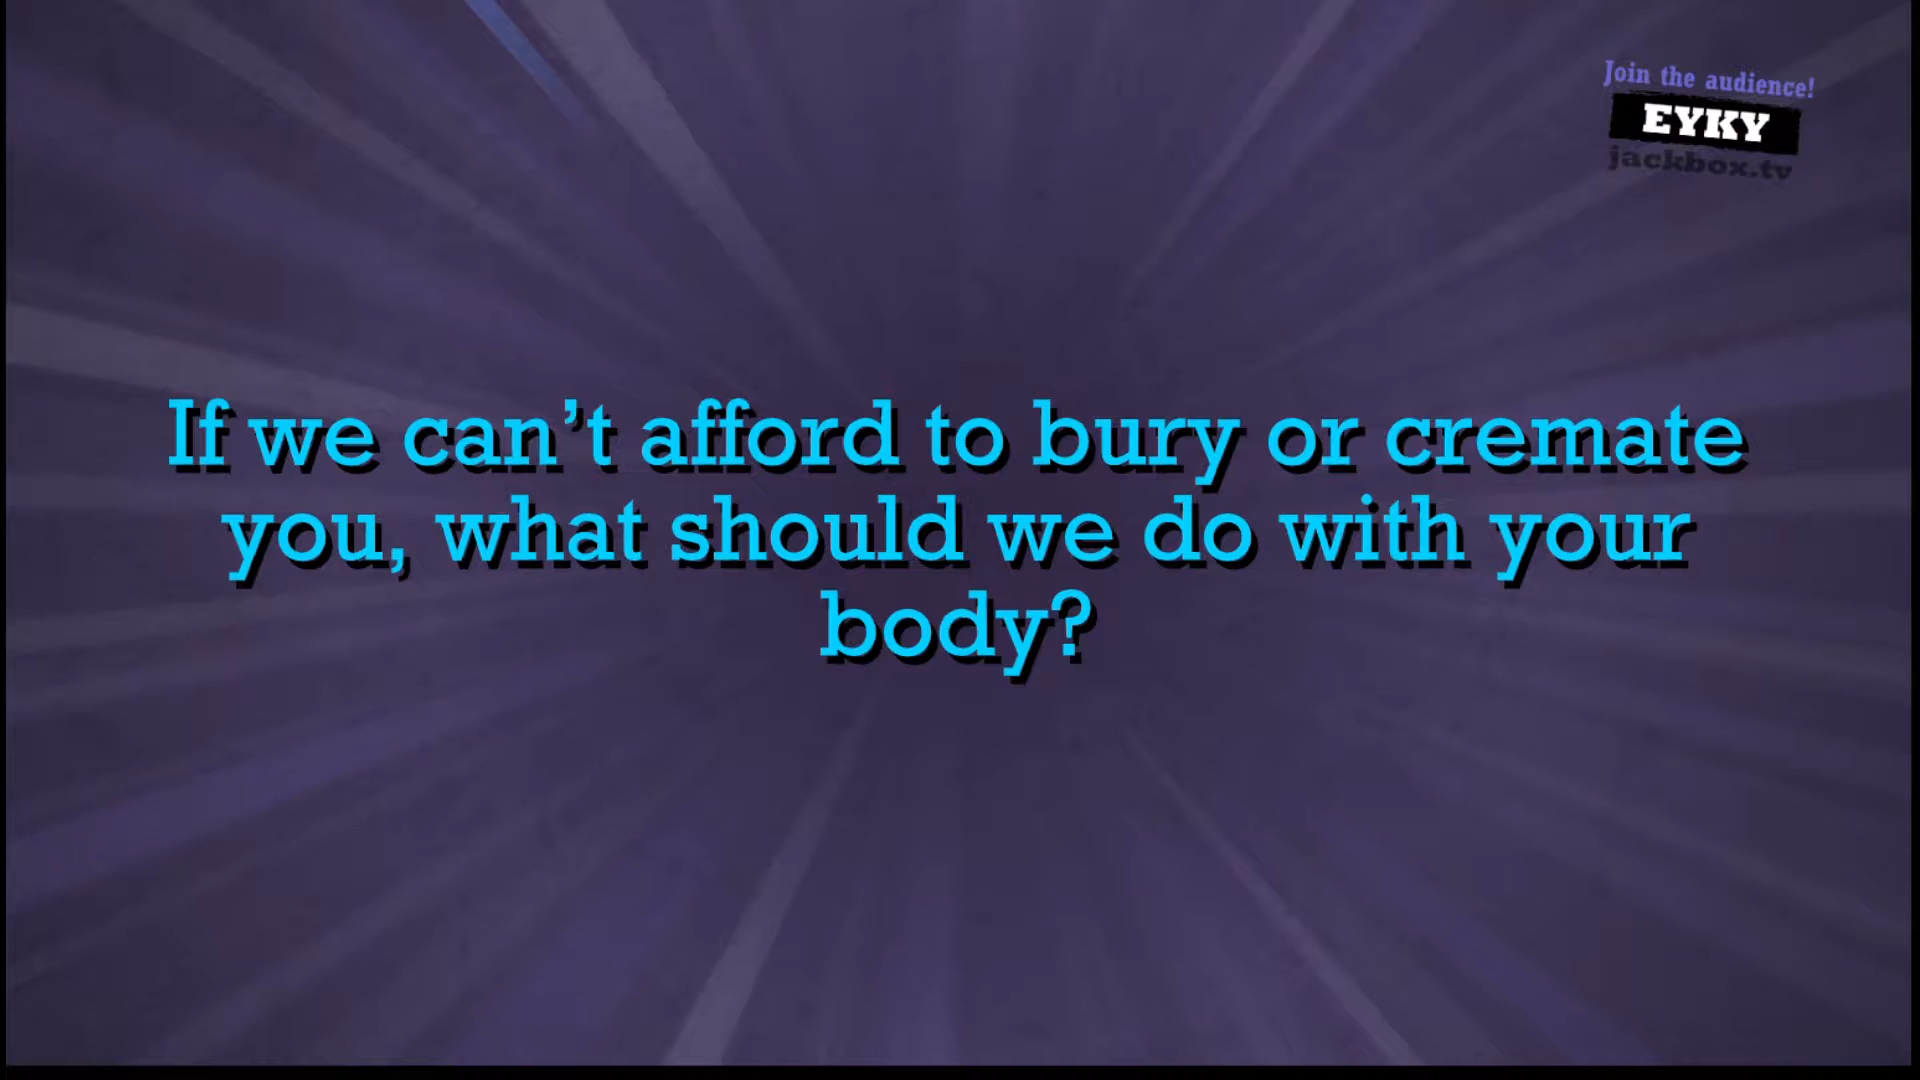 Join the audience!
EYKY
jackbox.tv
If we can’t afford to bury or cremate
you, what should we do with your
body?